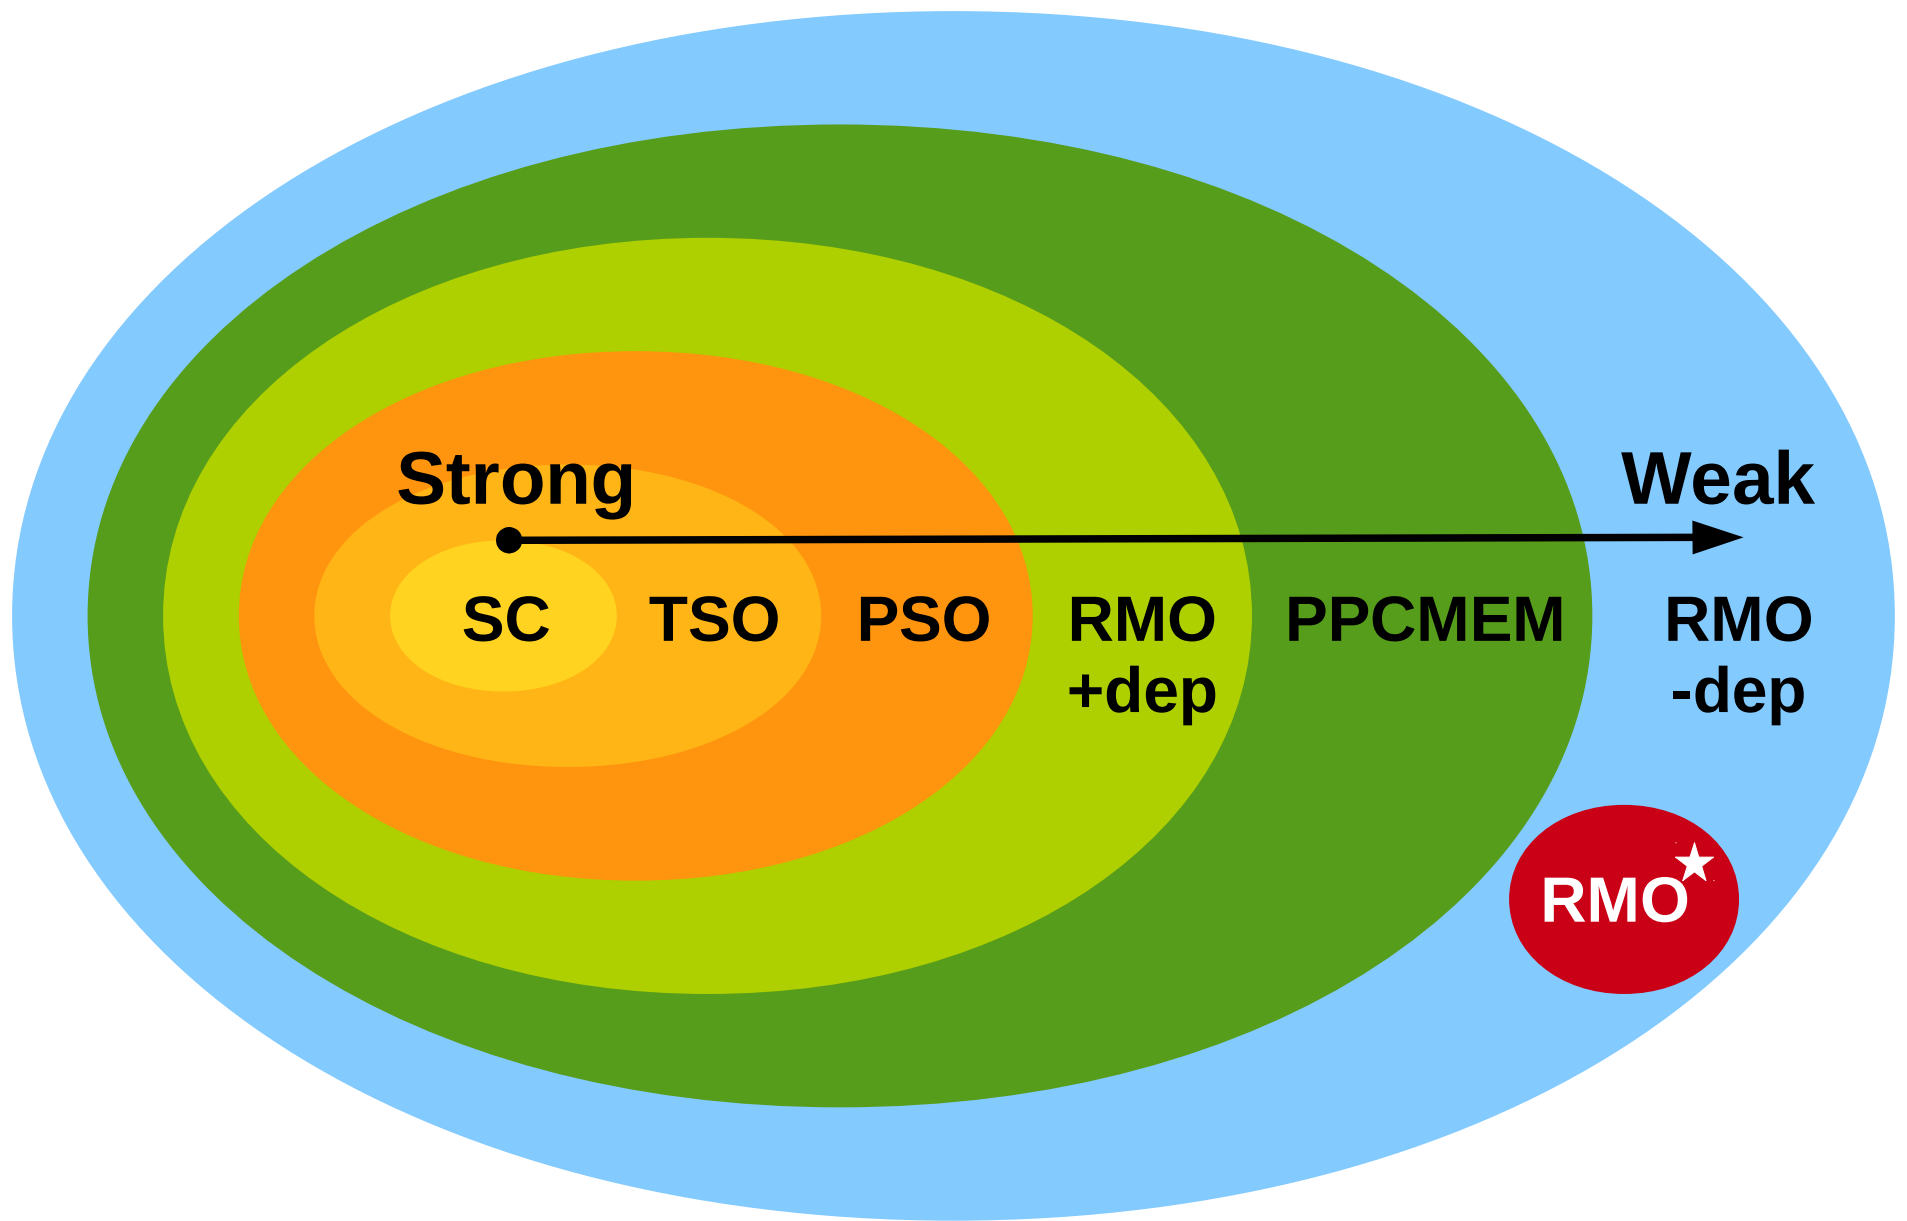 Strong
Weak
SC
TSO
PSO
RMO
+dep
PPCMEM
RMO
-dep
RMO★